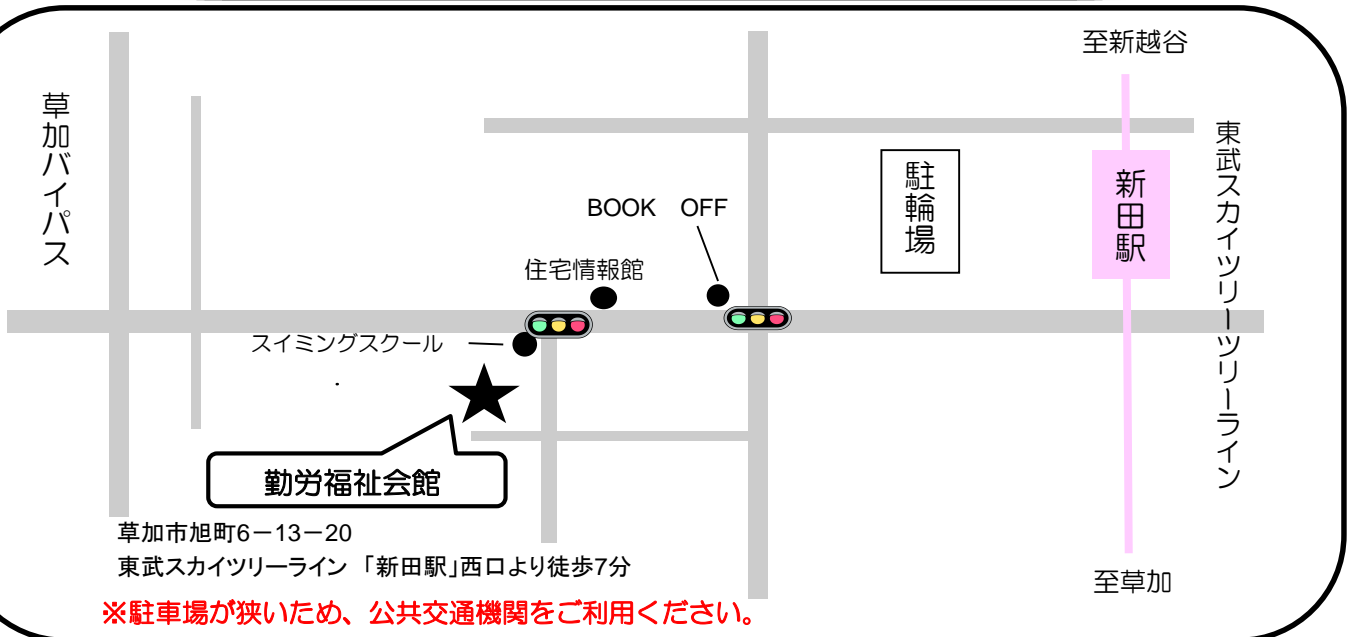 至新越谷
草加バイパス
東武スカイツリーツリーライン
駐輪場
新田駅
BOOK OFF
住宅情報館
スイミングスクール
勤労福祉会館
草加市旭町6－13－20
東武スカイツリーライン 「新田駅」西口より徒歩7分
至草加
※駐車場が狭いため、公共交通機関をご利用ください。